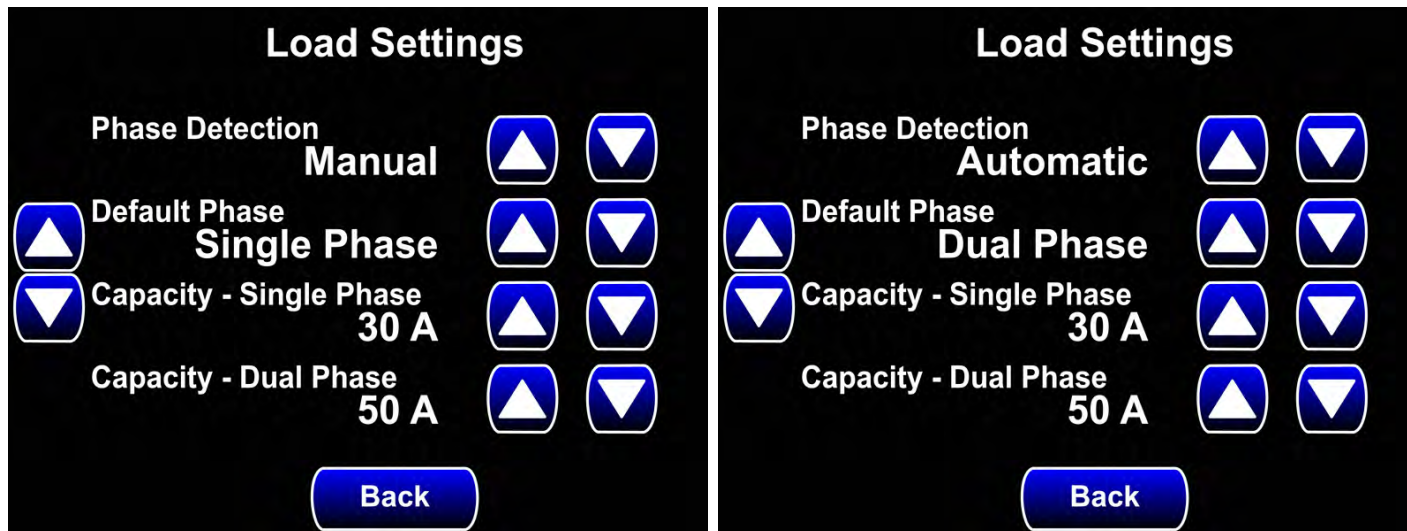 Load Settings
Phase Detection
Manual
Default Phase
Single Phase
Capacity - Single Phase
30 A
Capacity - Dual Phase
50 A
Back
Load Settings
Phase Detection
Automatic
Default Phase
Dual Phase
Capacity - Single Phase
30 A
Capacity - Dual Phase
50 A
Back